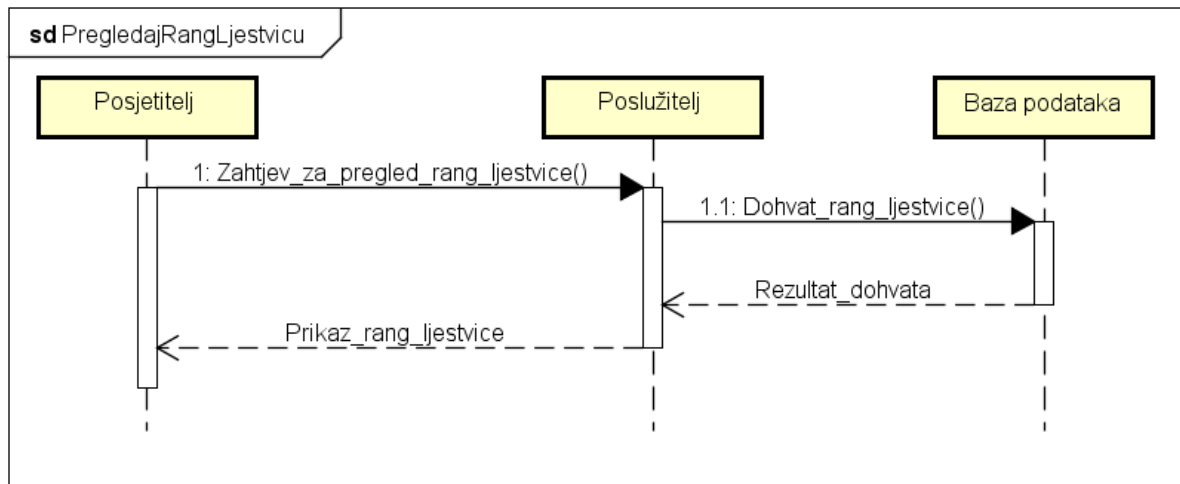 sd PregledajRangLjestvicu
Posjetitelj
Poslužitelj
Baza podataka
1: Zahtjev_za_pregled_rang_ljestvice()
1.1: Dohvat_rang_ljestvice()
Rezultat_dohvata
Prikaz_rang_ljestvice